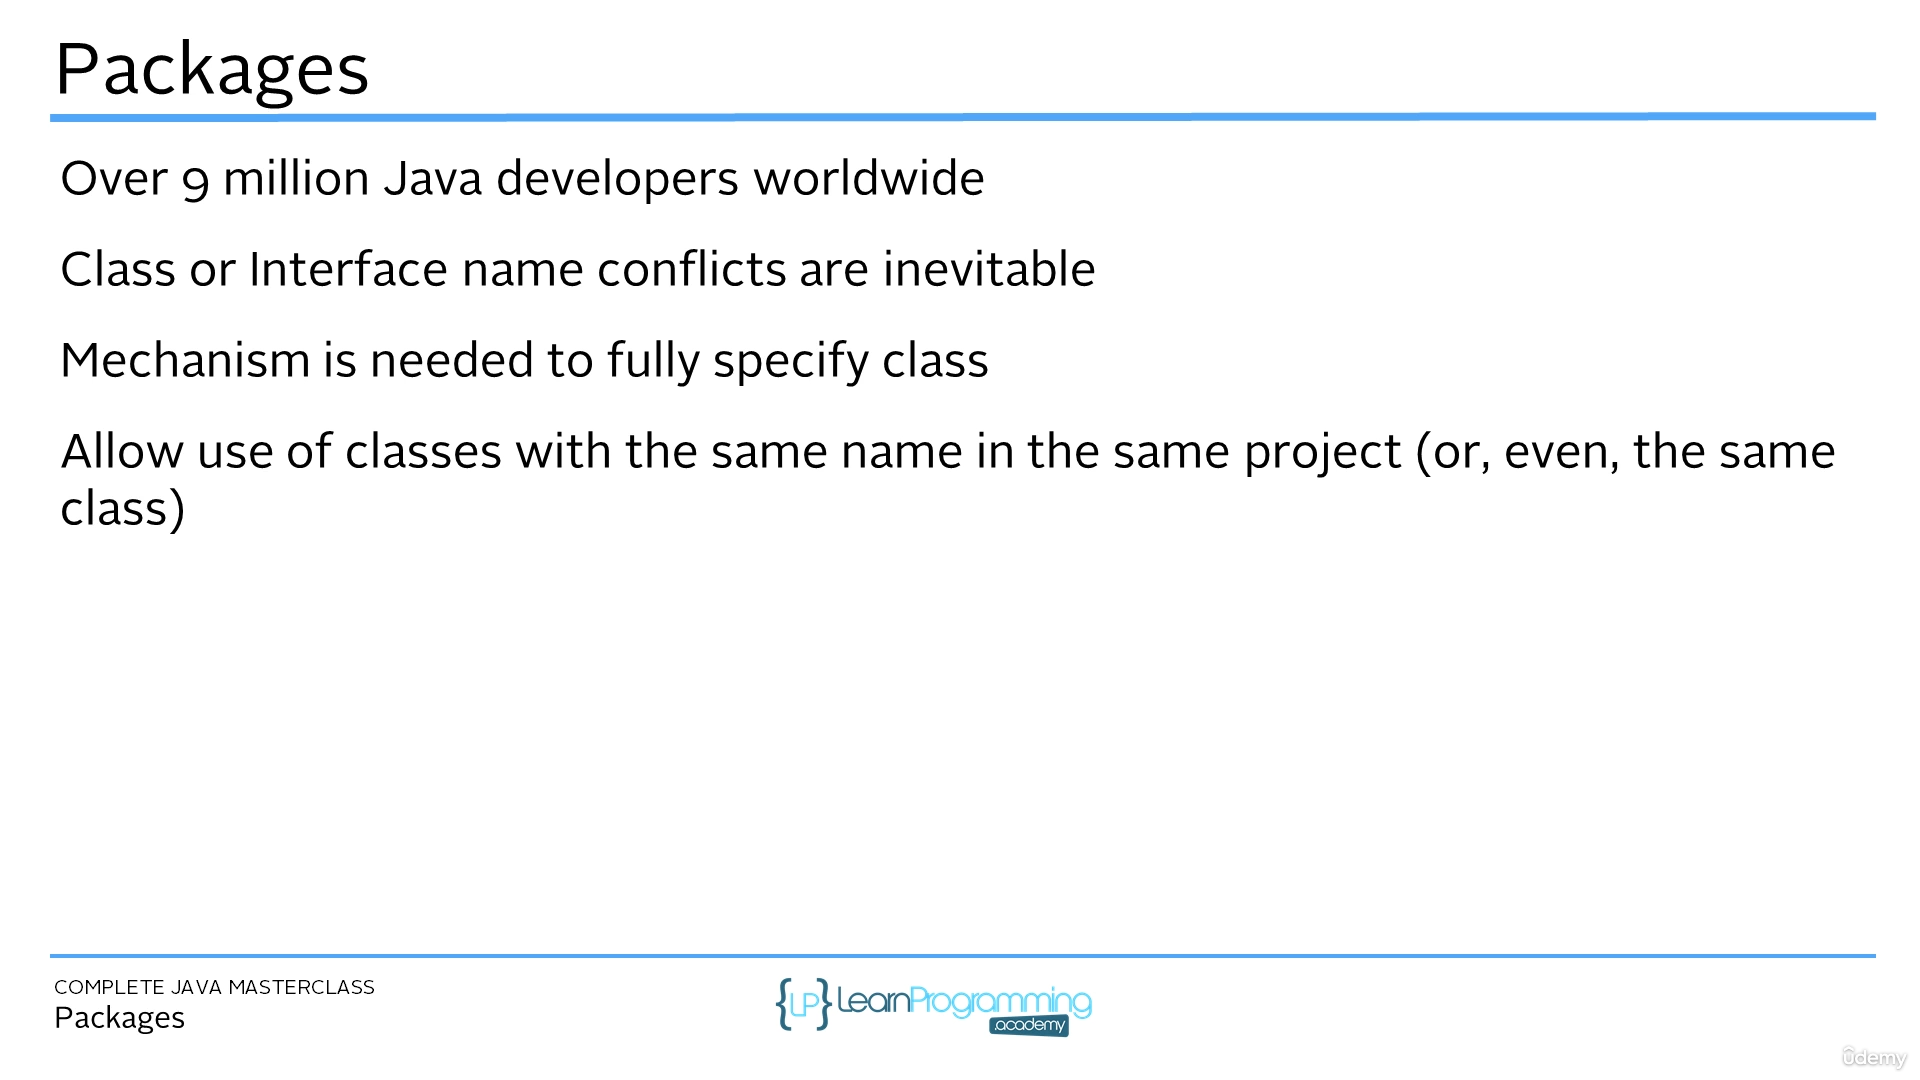 Packages
Over 9 million Java developers worldwide
Class or Interface name conflicts are inevitable
Mechanism is needed to fully specify class
Allow use of classes with the same name in the same project (or, even, the same
class)
COMPLETE JAVA MASTERCLASS
Packages
{LP} LearnProgramming
.academy
ûdemy